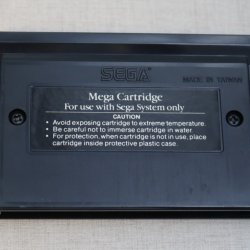 SEGA
MADE IN TAIWAN
Mega Cartridge
For use with Sega System only
CAUTION
• Avoid exposing cartridge to extreme temperature.
• Be careful not to immerse cartridge in water.
• For protection, when cartridge is not in use, place
cartridge inside protective plastic case.